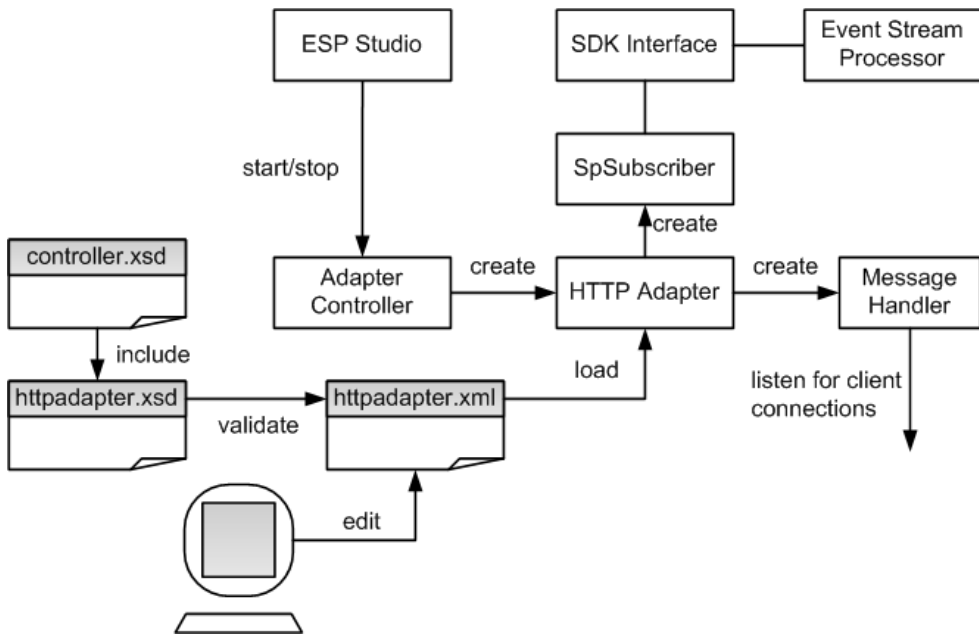 ESP Studio
SDK Interface
Event Stream
Processor
start/stop
SpSubscriber
create
controller.xsd
Adapter
Controller
create
HTTP Adapter
create
Message
Handler
include
load
listen for client
connections
httpadapter.xsd
validate
httpadapter.xml
edit